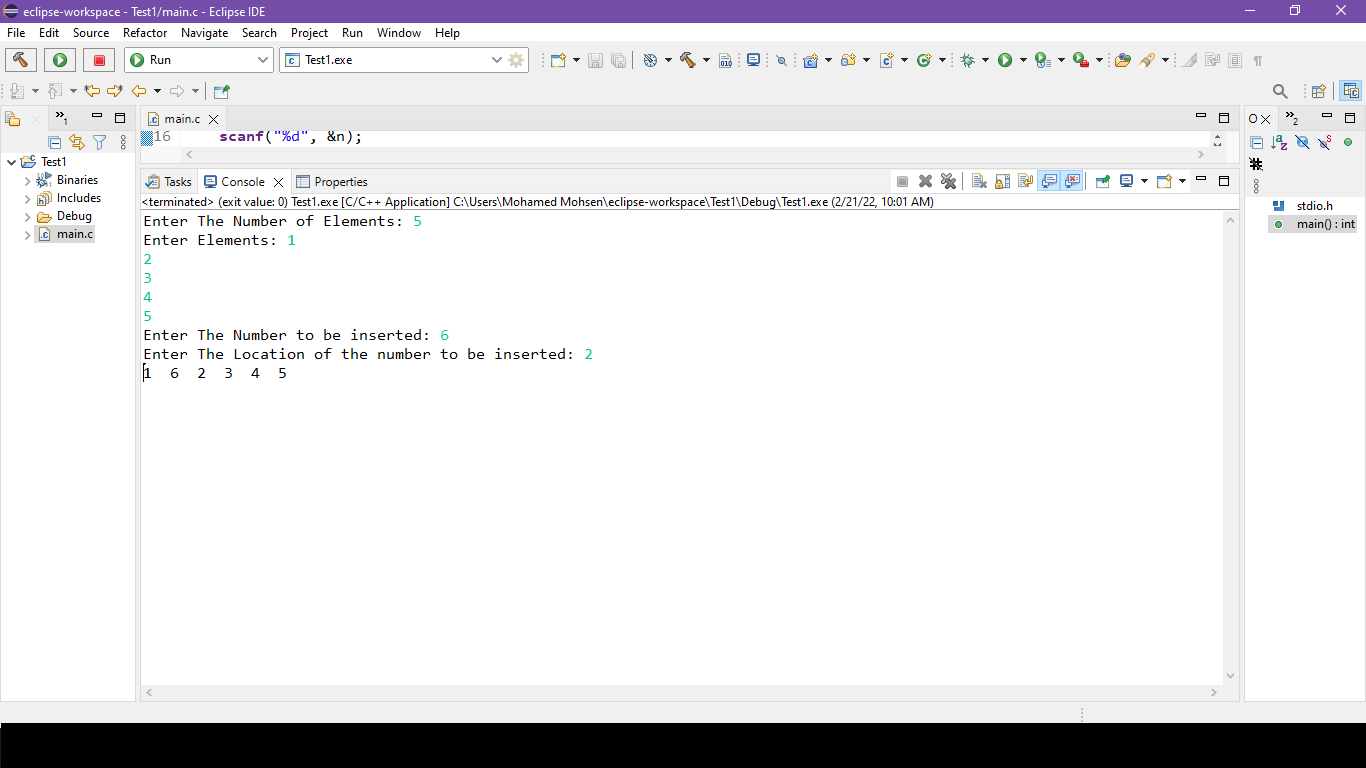 eclipse-workspace - Test1/main.c - Eclipse IDE
File Edit Source Refactor Navigate Search Project Run Window Help
Run Test1.exe
main.c
16 scanf("%d", &n);
Test1
Binaries
Includes
Debug
main.c
Tasks Console Properties
<terminated> (exit value: 0) Test1.exe [C/C++ Application] C:\Users\Mohamed Mohsen\eclipse-workspace\Test1\Debug\Test1.exe (2/21/22, 10:01 AM)
Enter The Number of Elements: 5
Enter Elements: 1
2
3
4
5
Enter The Number to be inserted: 6
Enter The Location of the number to be inserted: 2
1 6 2 3 4 5
O
stdio.h
main() : int